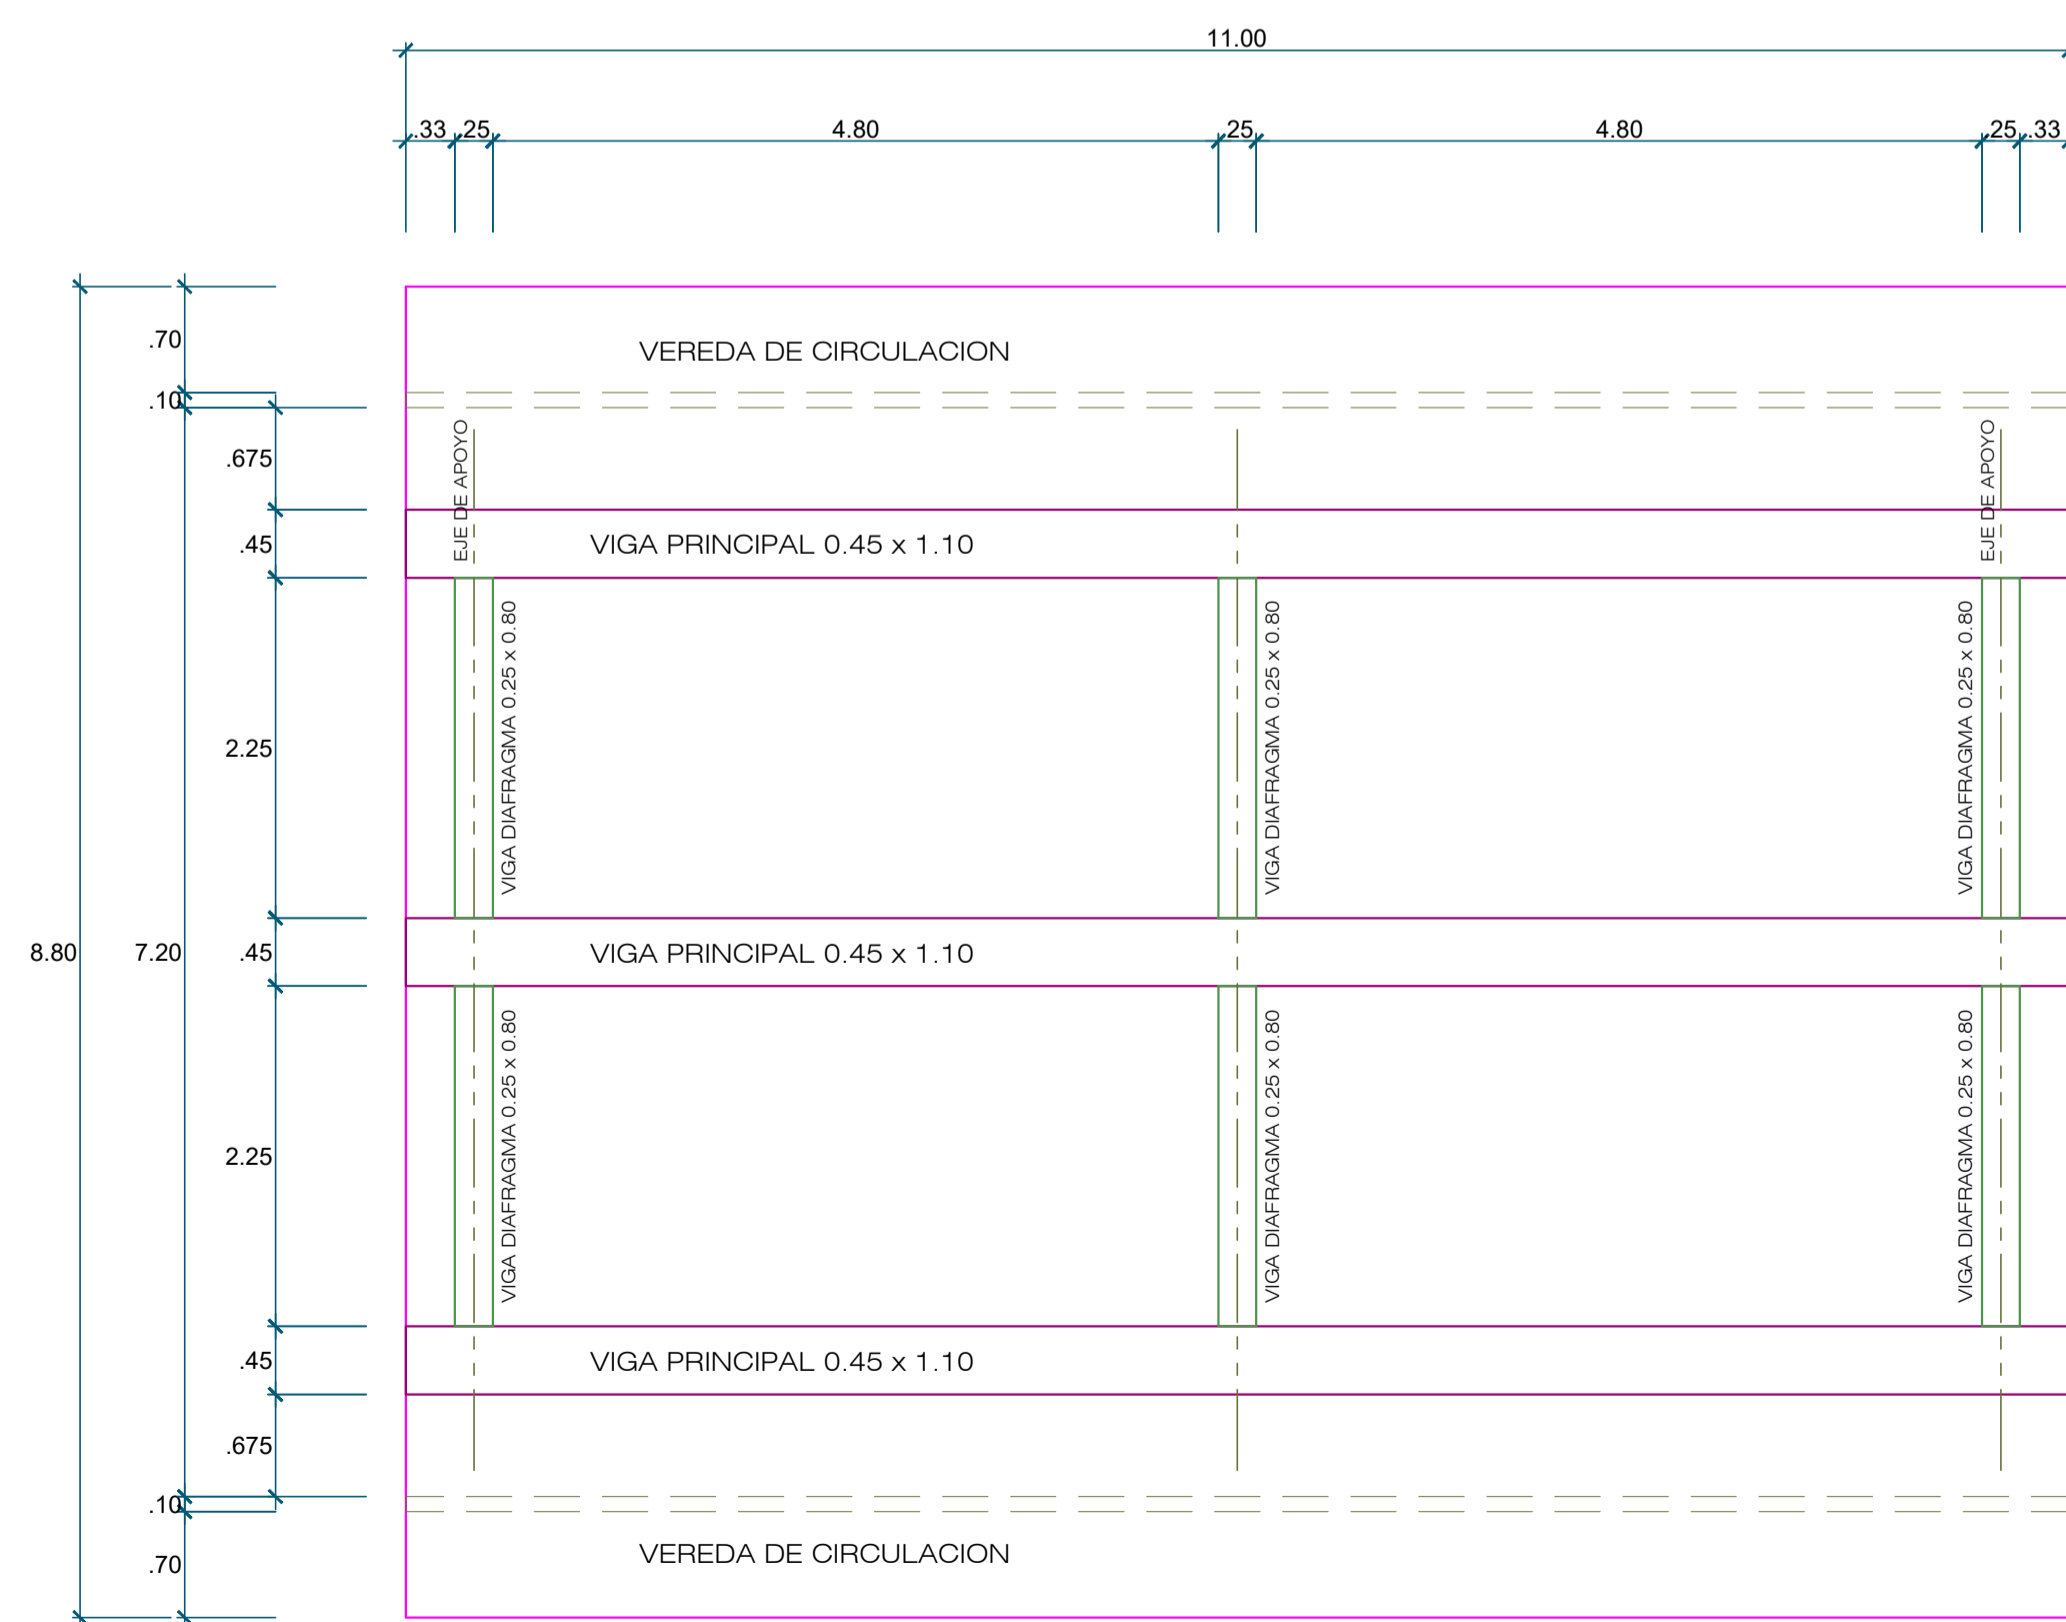 11.00
.33 .25 4.80 .25 4.80 .25 .33
.70
VEREDA DE CIRCULACION
.10
.675
EJE DE APOYO
EJE DE APOYO
.45
VIGA PRINCIPAL 0.45 x 1.10
VIGA DIAFRAGMA 0.25 x 0.80
VIGA DIAFRAGMA 0.25 x 0.80
VIGA DIAFRAGMA 0.25 x 0.80
2.25
8.80 7.20 .45
VIGA PRINCIPAL 0.45 x 1.10
VIGA DIAFRAGMA 0.25 x 0.80
VIGA DIAFRAGMA 0.25 x 0.80
VIGA DIAFRAGMA 0.25 x 0.80
2.25
.45
VIGA PRINCIPAL 0.45 x 1.10
.675
.10
VEREDA DE CIRCULACION
.70